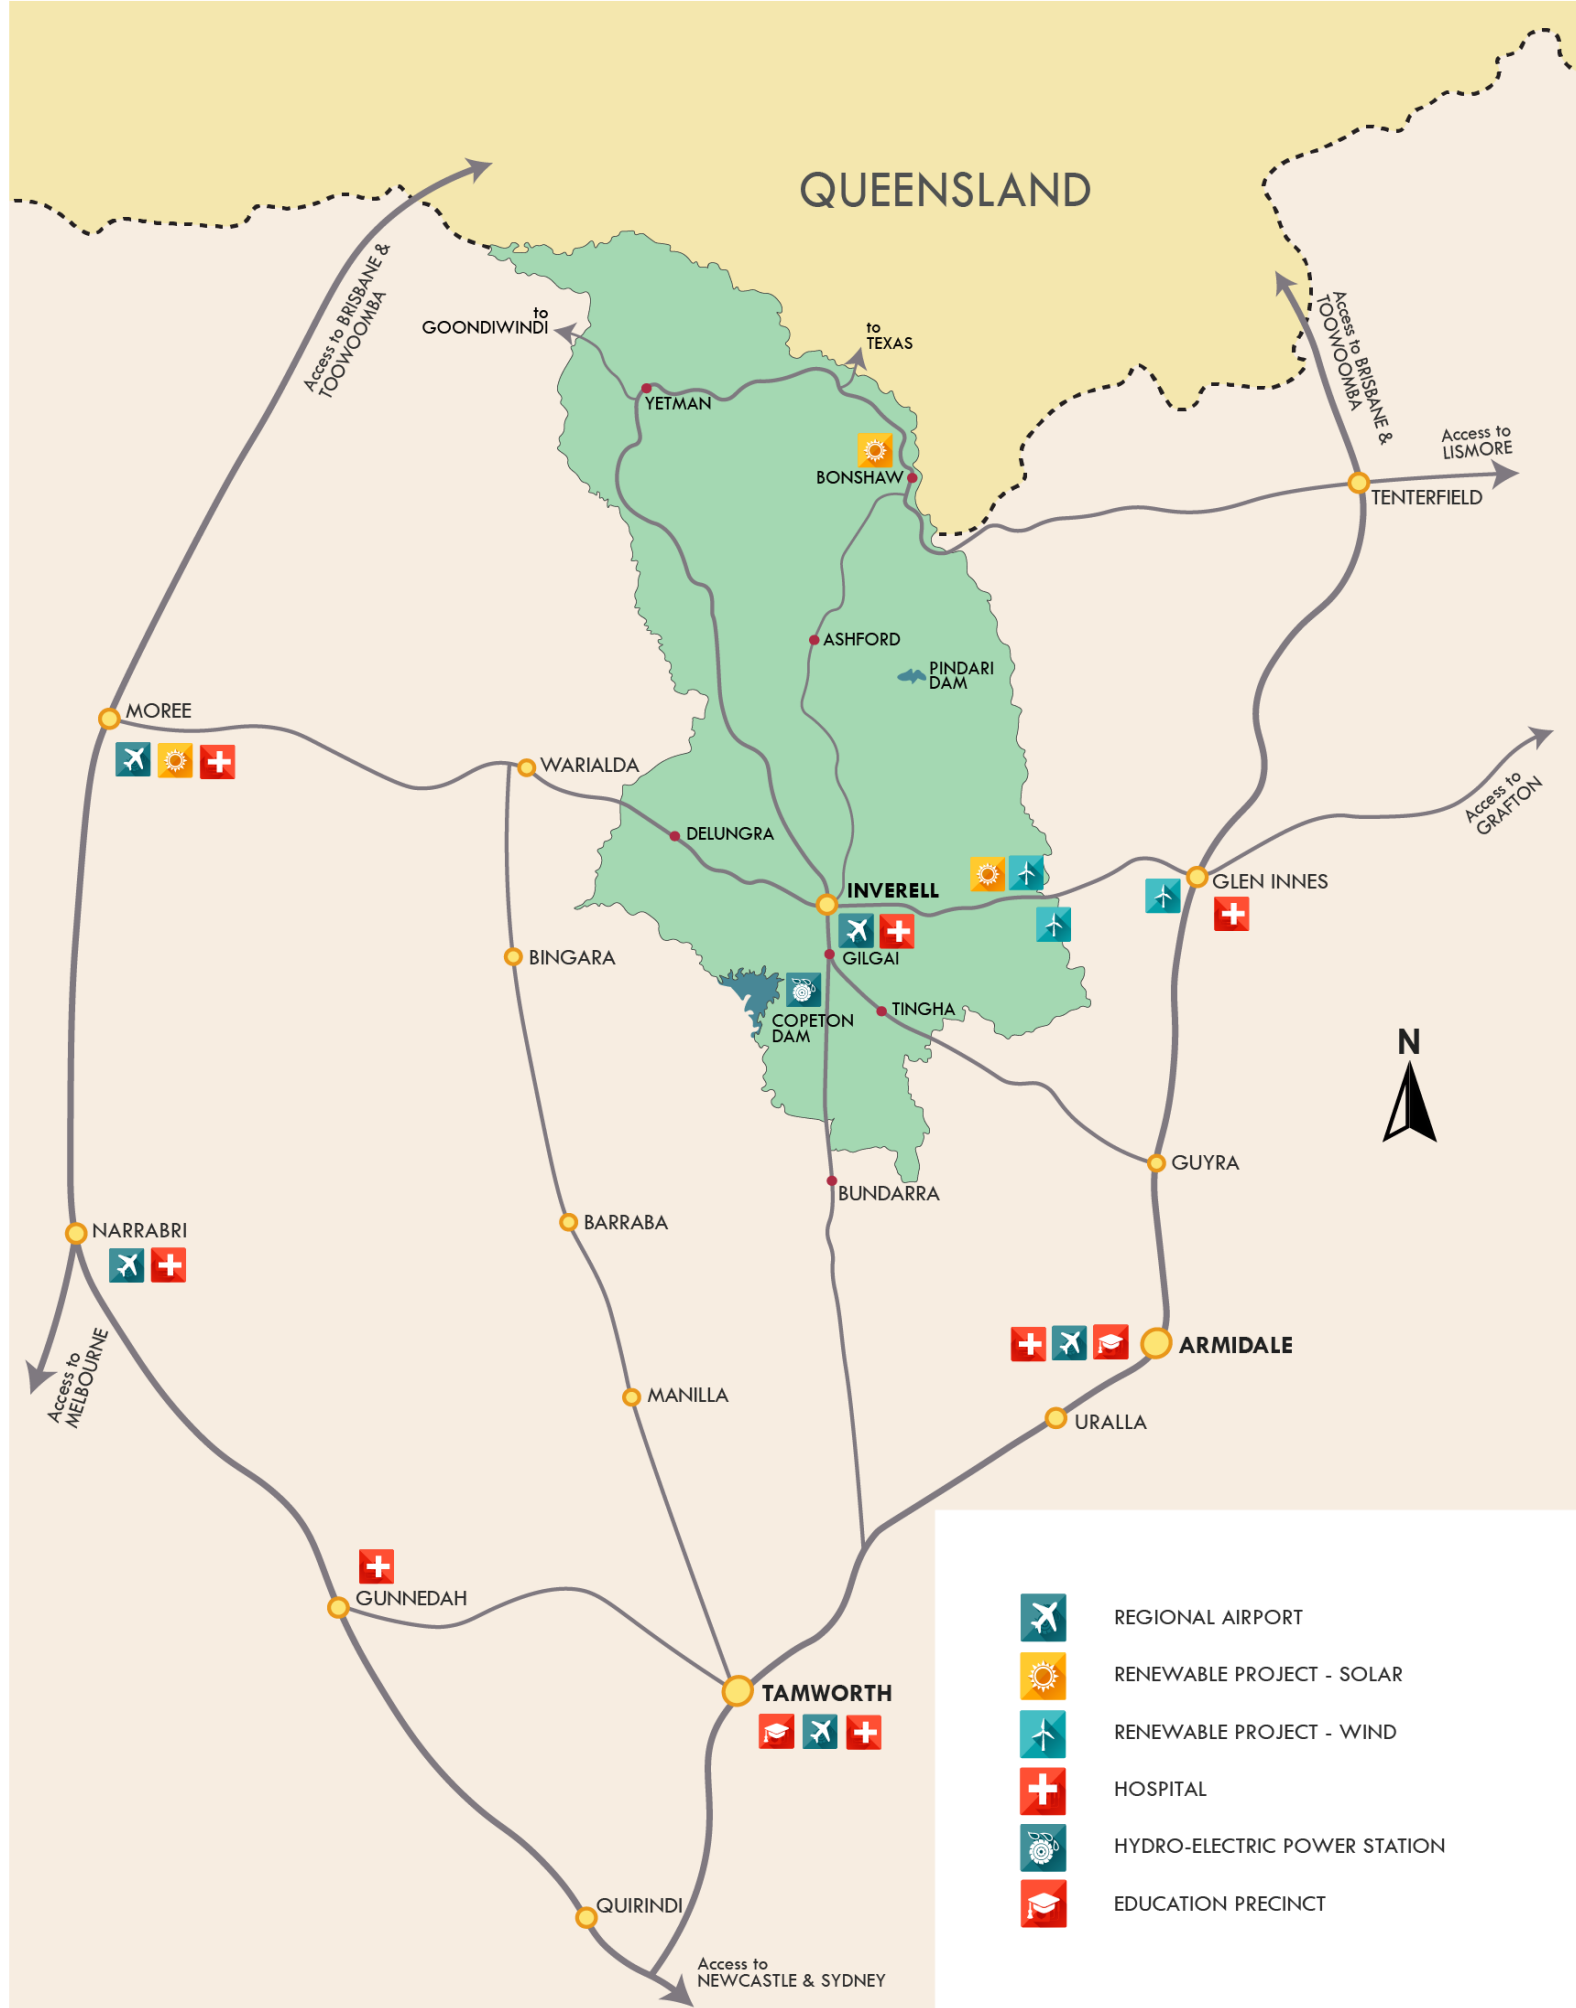 QUEENSLAND
Access to BRISBANE &
TOOWOOMBA
to
GOONDIWINDI
to
TEXAS
Access to BRISBANE &
TOOWOOMBA
YETMAN
Access to
LISMORE
BONSHAW
TENTERFIELD
ASHFORD
PINDARI
DAM
MOREE
WARIALDA
Access to
GRAFTON
DELUNGRA
INVERELL
GLEN INNES
BINGARA
GILGAI
TINGHA
COPETON
DAM
N
GUYRA
BUNDARRA
BARRABA
NARRABRI
Access to
MELBOURNE
ARMIDALE
MANILLA
URALLA
GUNNEDAH
TAMWORTH
QUIRINDI
Access to
NEWCASTLE & SYDNEY
REGIONAL AIRPORT
RENEWABLE PROJECT - SOLAR
RENEWABLE PROJECT - WIND
HOSPITAL
HYDRO-ELECTRIC POWER STATION
EDUCATION PRECINCT